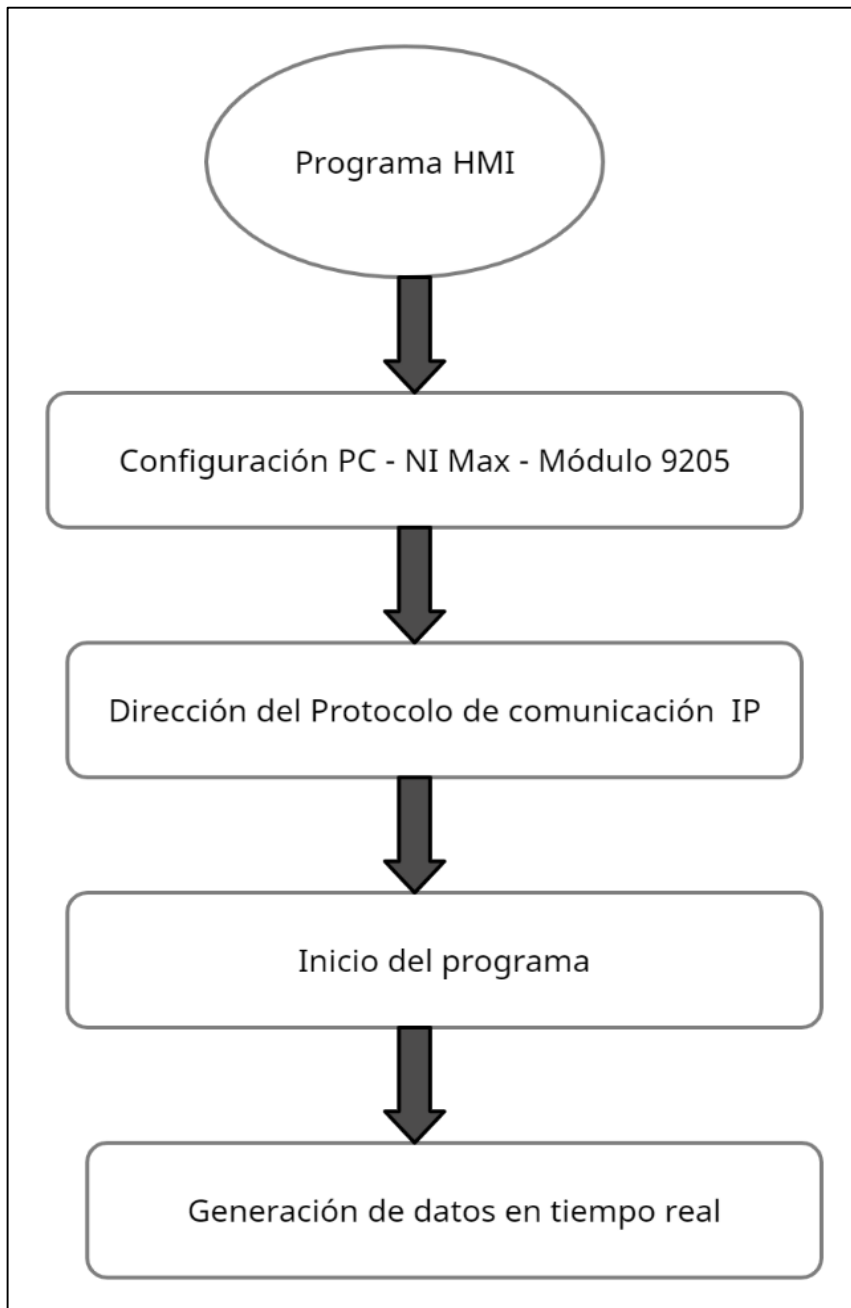 Programa HMI
Configuración PC - NI Max - Módulo 9205
Dirección del Protocolo de comunicación  IP
Inicio del programa
Generación de datos en tiempo real